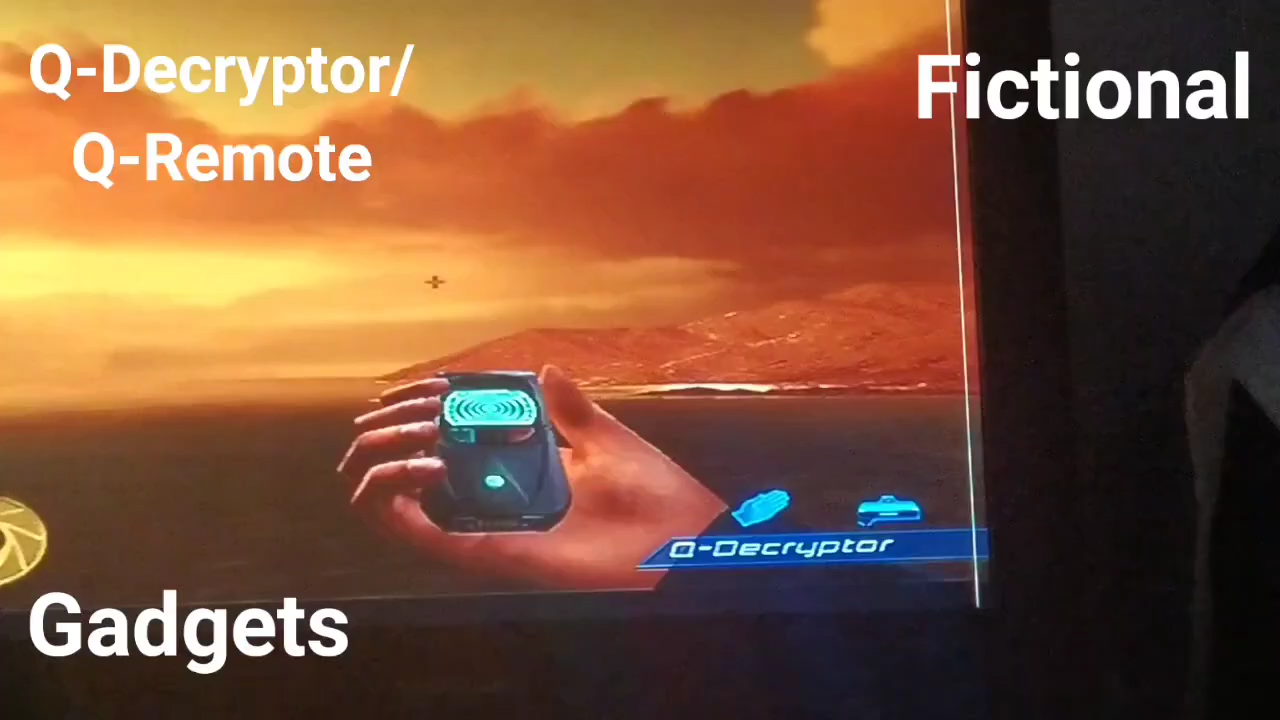 Q-Decryptor/
Q-Remote
Fictional
Q-Decryptor
Gadgets